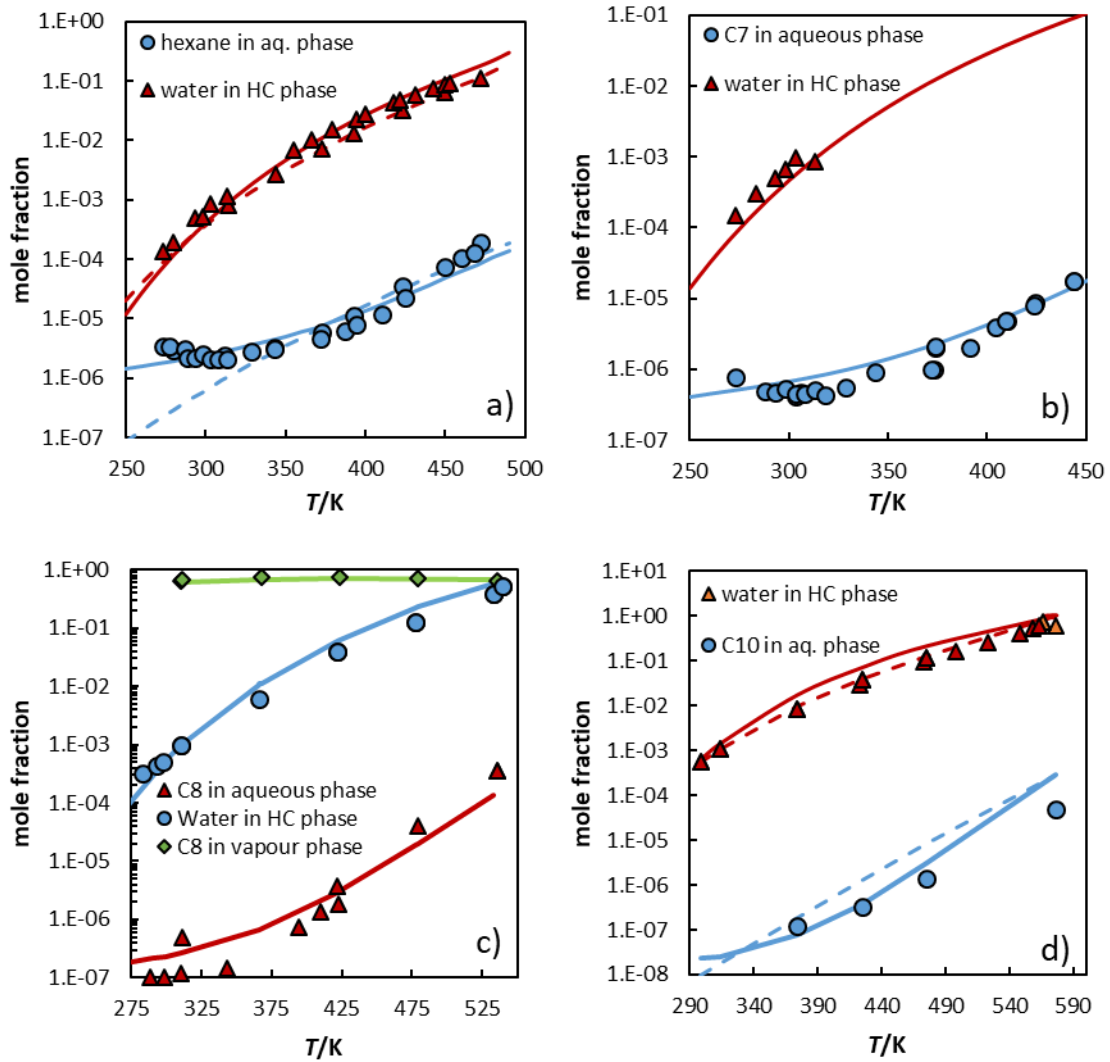 1.E+00
1.E-01
1.E-02
1.E-03
1.E-04
1.E-05
1.E-06
1.E-07
mole fraction
hexane in aq. phase
water in HC phase
a)
250 300 350 400 450 500
T/K
1.E-01
1.E-02
1.E-03
1.E-04
1.E-05
1.E-06
1.E-07
mole fraction
C7 in aqueous phase
water in HC phase
b)
250 300 350 400 450
T/K
1.E+00
1.E-01
1.E-02
1.E-03
1.E-04
1.E-05
1.E-06
1.E-07
mole fraction
C8 in aqueous phase
Water in HC phase
C8 in vapour phase
c)
275 325 375 425 475 525
T/K
1.E+01
1.E+00
1.E-01
1.E-02
1.E-03
1.E-04
1.E-05
1.E-06
1.E-07
1.E-08
mole fraction
water in HC phase
C10 in aq. phase
d)
290 340 390 440 490 540 590
T/K